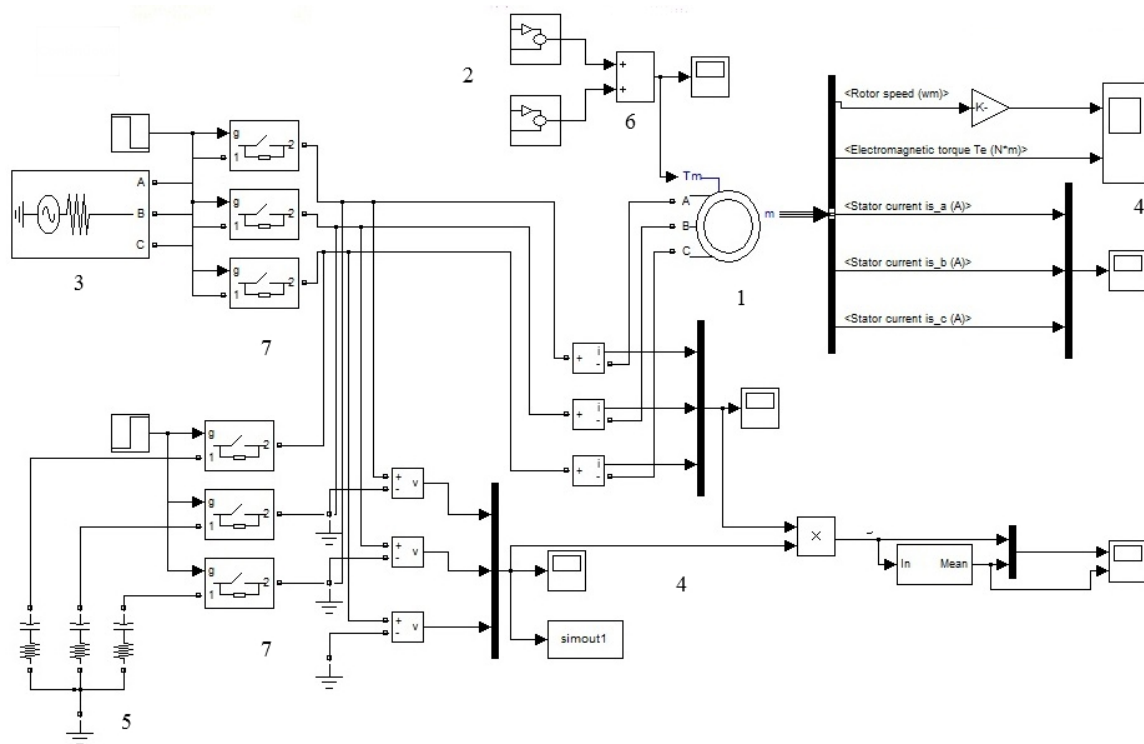 2
6
<Rotor speed (wm)>
K-
<Electromagnetic torque Te (N*m)>
4
<Stator current is_a (A)>
<Stator current is_b (A)>
<Stator current is_c (A)>
Tm
A
B
C
m
1
g
1
2
g
1
2
g
1
2
A
B
C
3
7
i
+
-
i
+
-
i
+
-
+
+
g
1
2
g
1
2
g
1
2
7
5
+
-
v
+
-
v
+
-
v
simout1
4
×
In
Mean